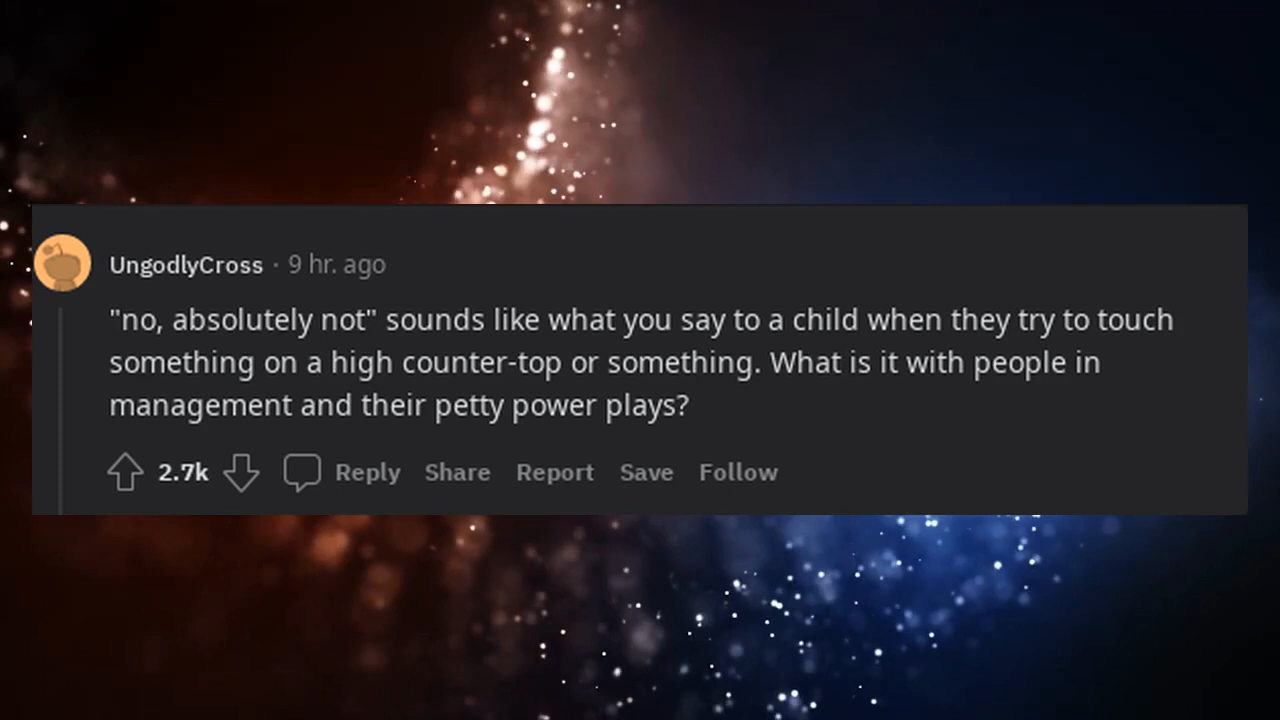 UngodlyCross · 9 hr. ago
"no, absolutely not" sounds like what you say to a child when they try to touch
something on a high counter-top or something. What is it with people in
management and their petty power plays?
2.7k Reply Share Report Save Follow